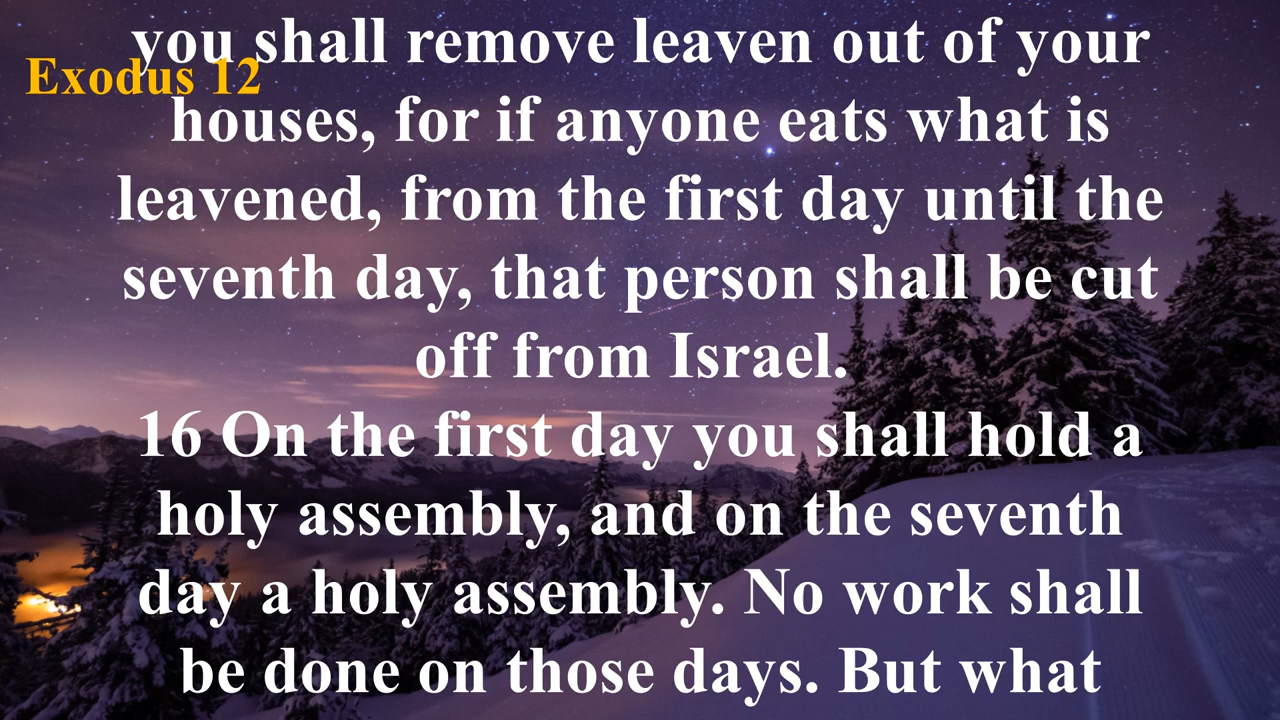 you shall remove leaven out of your
Exodus 12
houses, for if anyone eats what is
leavened, from the first day until the
seventh day, that person shall be cut
off from Israel.
16 On the first day you shall hold a
holy assembly, and on the seventh
day a holy assembly. No work shall
be done on those days. But what